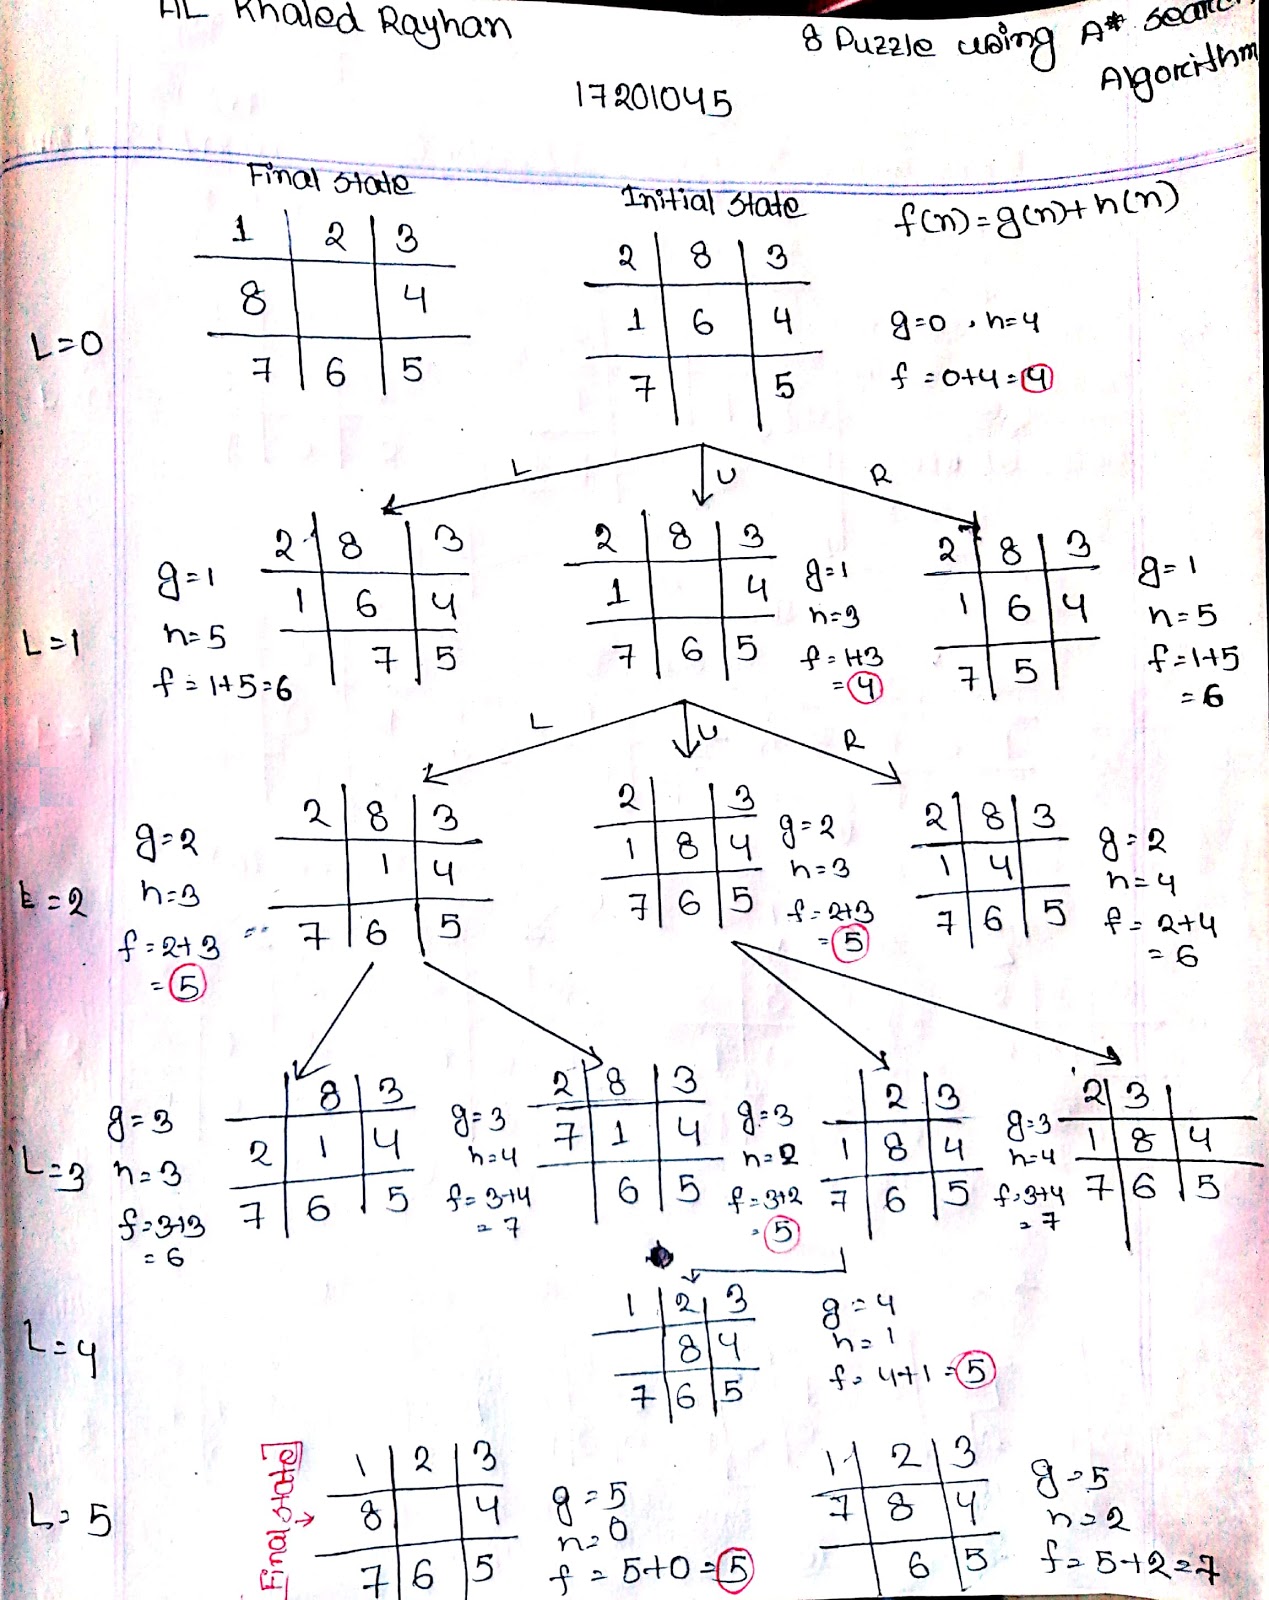 AL Khaled Rayhan
8 Puzzle using A* Search
Algorithm
17201045
Final state
Initial state
f(n)=g(n)+h(n)
1 2 3
8 4
7 6 5
2 8 3
1 6 4
7 5
g=0, h=4
f=0+4=4
L=0
L U R
L=1
g=1
h=5
f=1+5=6
2 8 3
1 6 4
7 5
2 8 3
1 4
7 6 5
g=1
h=3
f=1+3
=4
2 8 3
1 6 4
7 5
g=1
h=5
f=1+5
=6
L U R
L=2
g=2
h=3
f=2+3
=5
2 8 3
1 4
7 6 5
2 3
1 8 4
7 6 5
g=2
h=3
f=2+3
=5
2 8 3
1 4
7 6 5
g=2
h=4
f=2+4
=6
L=3
g=3
h=3
f=3+3
=6
8 3
2 1 4
7 6 5
g=3
h=4
f=3+4
=7
2 8 3
7 1 4
6 5
g=3
h=2
f=3+2
=5
2 3
1 8 4
7 6 5
g=3
h=4
f=3+4
=7
2 3
1 8 4
7 6 5
L=4
1 2 3
8 4
7 6 5
g=4
h=1
f=4+1=5
L=5
Final state
1 2 3
8 4
7 6 5
g=5
h=0
f=5+0=5
1 2 3
7 8 4
6 5
g=5
h=2
f=5+2=7